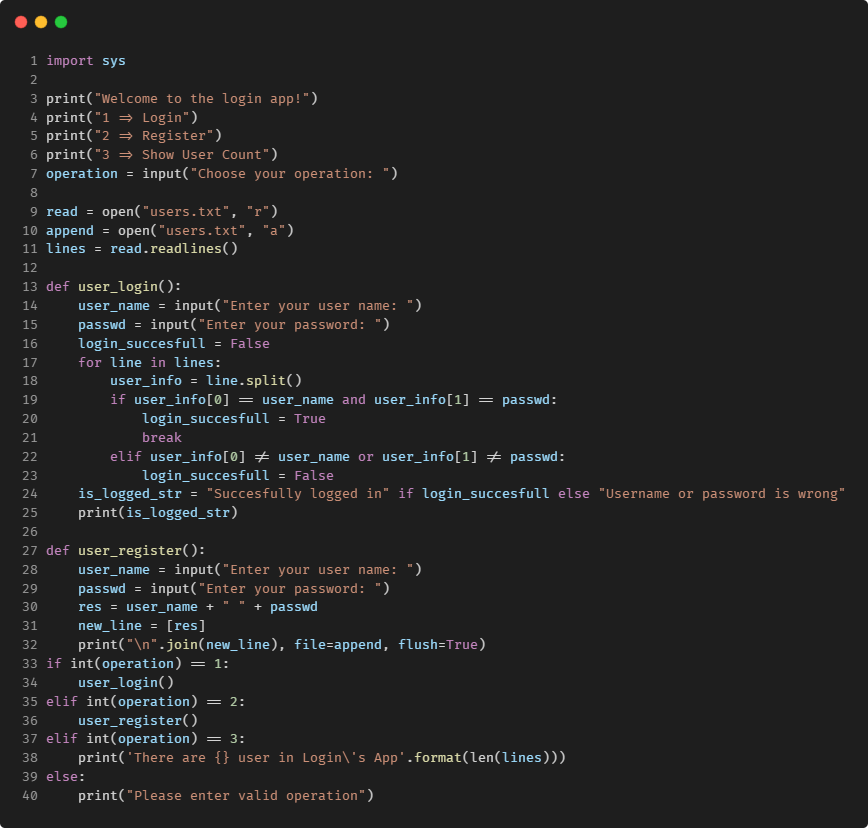 1 import sys
2
3 print("Welcome to the login app!")
4 print("1 => Login")
5 print("2 => Register")
6 print("3 => Show User Count")
7 operation = input("Choose your operation: ")
8
9 read = open("users.txt", "r")
10 append = open("users.txt", "a")
11 lines = read.readlines()
12
13 def user_login():
14     user_name = input("Enter your user name: ")
15     passwd = input("Enter your password: ")
16     login_succesfull = False
17     for line in lines:
18         user_info = line.split()
19         if user_info[0] == user_name and user_info[1] == passwd:
20             login_succesfull = True
21             break
22         elif user_info[0] != user_name or user_info[1] != passwd:
23             login_succesfull = False
24     is_logged_str = "Succesfully logged in" if login_succesfull else "Username or password is wrong"
25     print(is_logged_str)
26
27 def user_register():
28     user_name = input("Enter your user name: ")
29     passwd = input("Enter your password: ")
30     res = user_name + " " + passwd
31     new_line = [res]
32     print("\n".join(new_line), file=append, flush=True)
33 if int(operation) == 1:
34     user_login()
35 elif int(operation) == 2:
36     user_register()
37 elif int(operation) == 3:
38     print('There are {} user in Login\'s App'.format(len(lines)))
39 else:
40     print("Please enter valid operation")